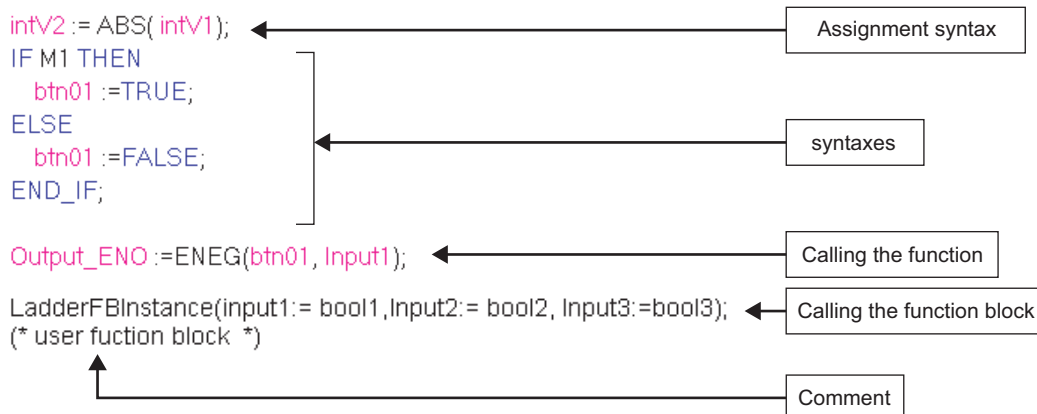 intV2 := ABS( intV1);
Assignment syntax
IF M1 THEN
btn01 :=TRUE;
ELSE
syntaxes
btn01 :=FALSE;
END_IF;
Output_ENO :=ENEG(btn01, Input1);
Calling the function
LadderFBInstance(input1:= bool1,Input2:= bool2, Input3:=bool3);
Calling the function block
(* user fuction block *)
Comment